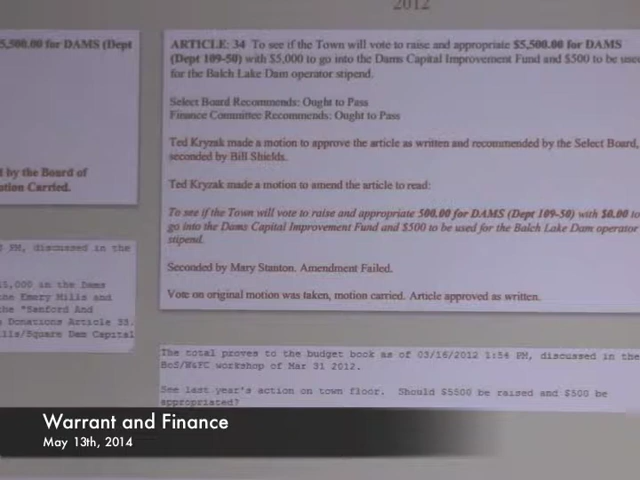 2012
5,500.00 for DAMS (Dept
t by the Board of
otion Carried.
PM, discussed in the
in the Dams
Emery Mills and
the "Sanford And
Donations Article 33.
Dam Capital
ARTICLE: 34 To see if the Town will vote to raise and appropriate $5,500.00 for DAMS
(Dept 109-50) with $5,000 to go into the Dams Capital Improvement Fund and $500 to be used
for the Balch Lake Dam operator stipend.
Select Board Recommends: Ought to Pass
Finance Committee Recommends: Ought to Pass
Ted Kryzak made a motion to approve the article as written and recommended by the Select Board,
seconded by Bill Shields.
Ted Kryzak made a motion to amend the article to read:
To see if the Town will vote to raise and appropriate 500.00 for DAMS (Dept 109-50) with $0.00 to
go into the Dams Capital Improvement Fund and $500 to be used for the Balch Lake Dam operator
stipend.
Seconded by Mary Stanton. Amendment Failed.
Vote on original motion was taken, motion carried. Article approved as written.
The total proves to the budget book as of 03/16/2012 1:54 PM, discussed in the
BoS/W&FC workshop of Mar 31 2012.
See last year's action on town floor. Should $5500 be raised and $500 be
appropriated?
Warrant and Finance
May 13th, 2014